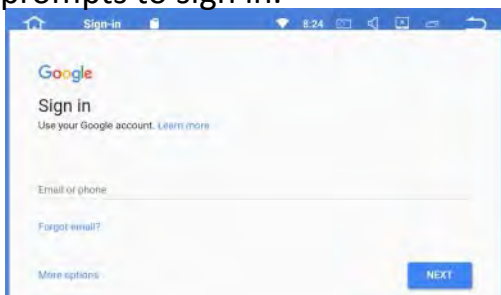 prompts to sign in.
Sign-in 8:24
Google
Sign in
Use your Google account. Learn more
Email or phone
Forgot email?
More options
NEXT